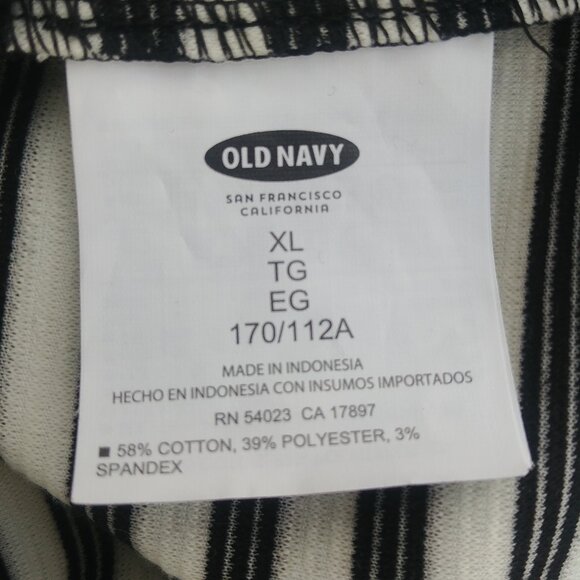 OLD NAVY
SAN FRANCISCO
CALIFORNIA
XL
TG
EG
170/112A
MADE IN INDONESIA
HECHO EN INDONESIA CON INSUMOS IMPORTADOS
RN 54023 CA 17897
■ 58% COTTON, 39% POLYESTER, 3%
SPANDEX